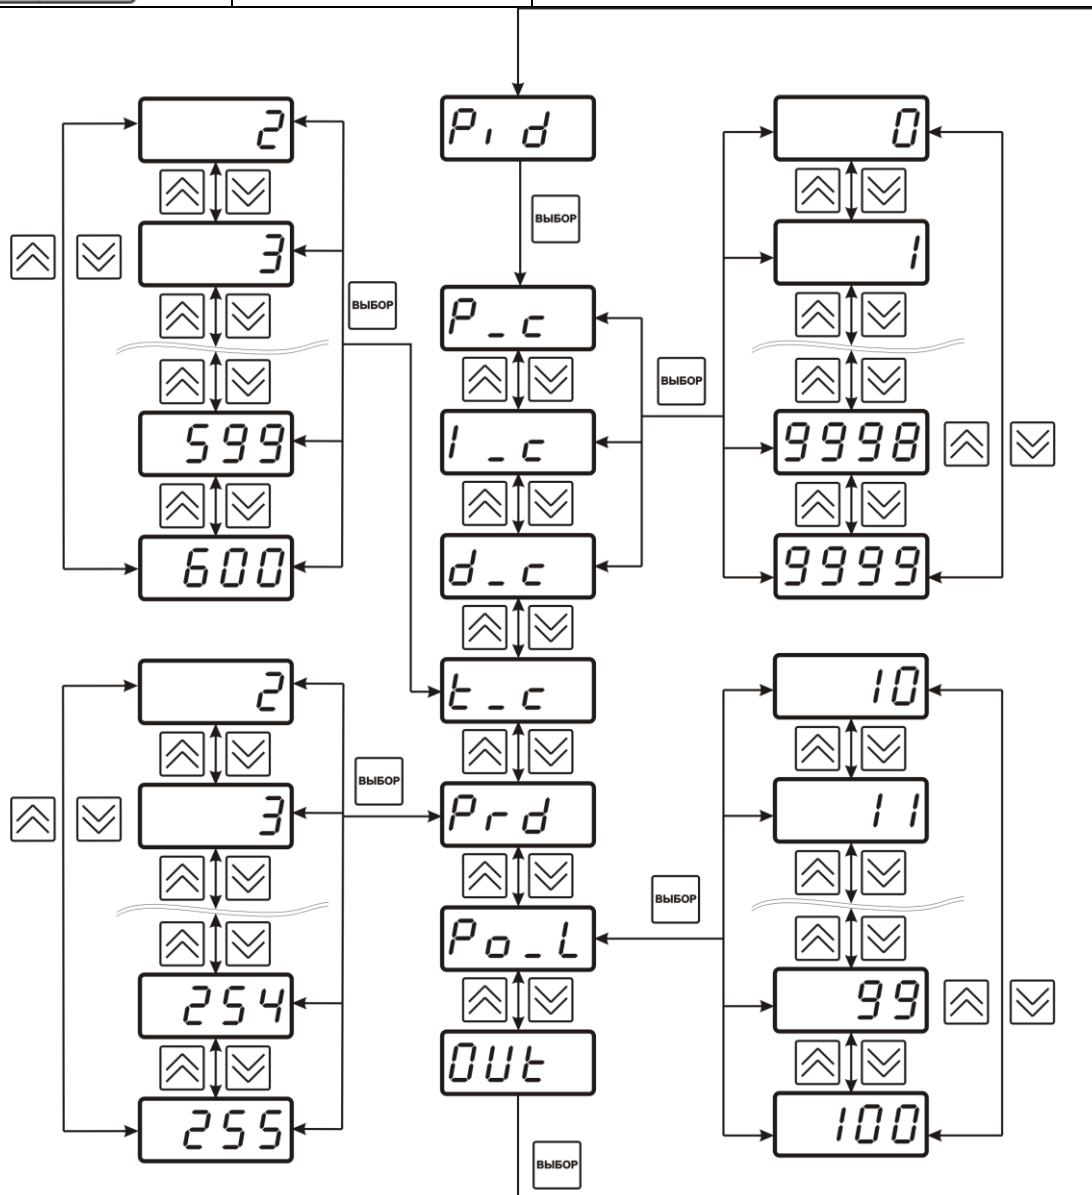 2
Pid
0
ВЫБОР
3
1
ВЫБОР
P_c
ВЫБОР
599
I_c
9998
600
d_c
9999
2
t_c
10
ВЫБОР
3
Prd
11
ВЫБОР
Po_L
254
99
OUt
255
100
ВЫБОР